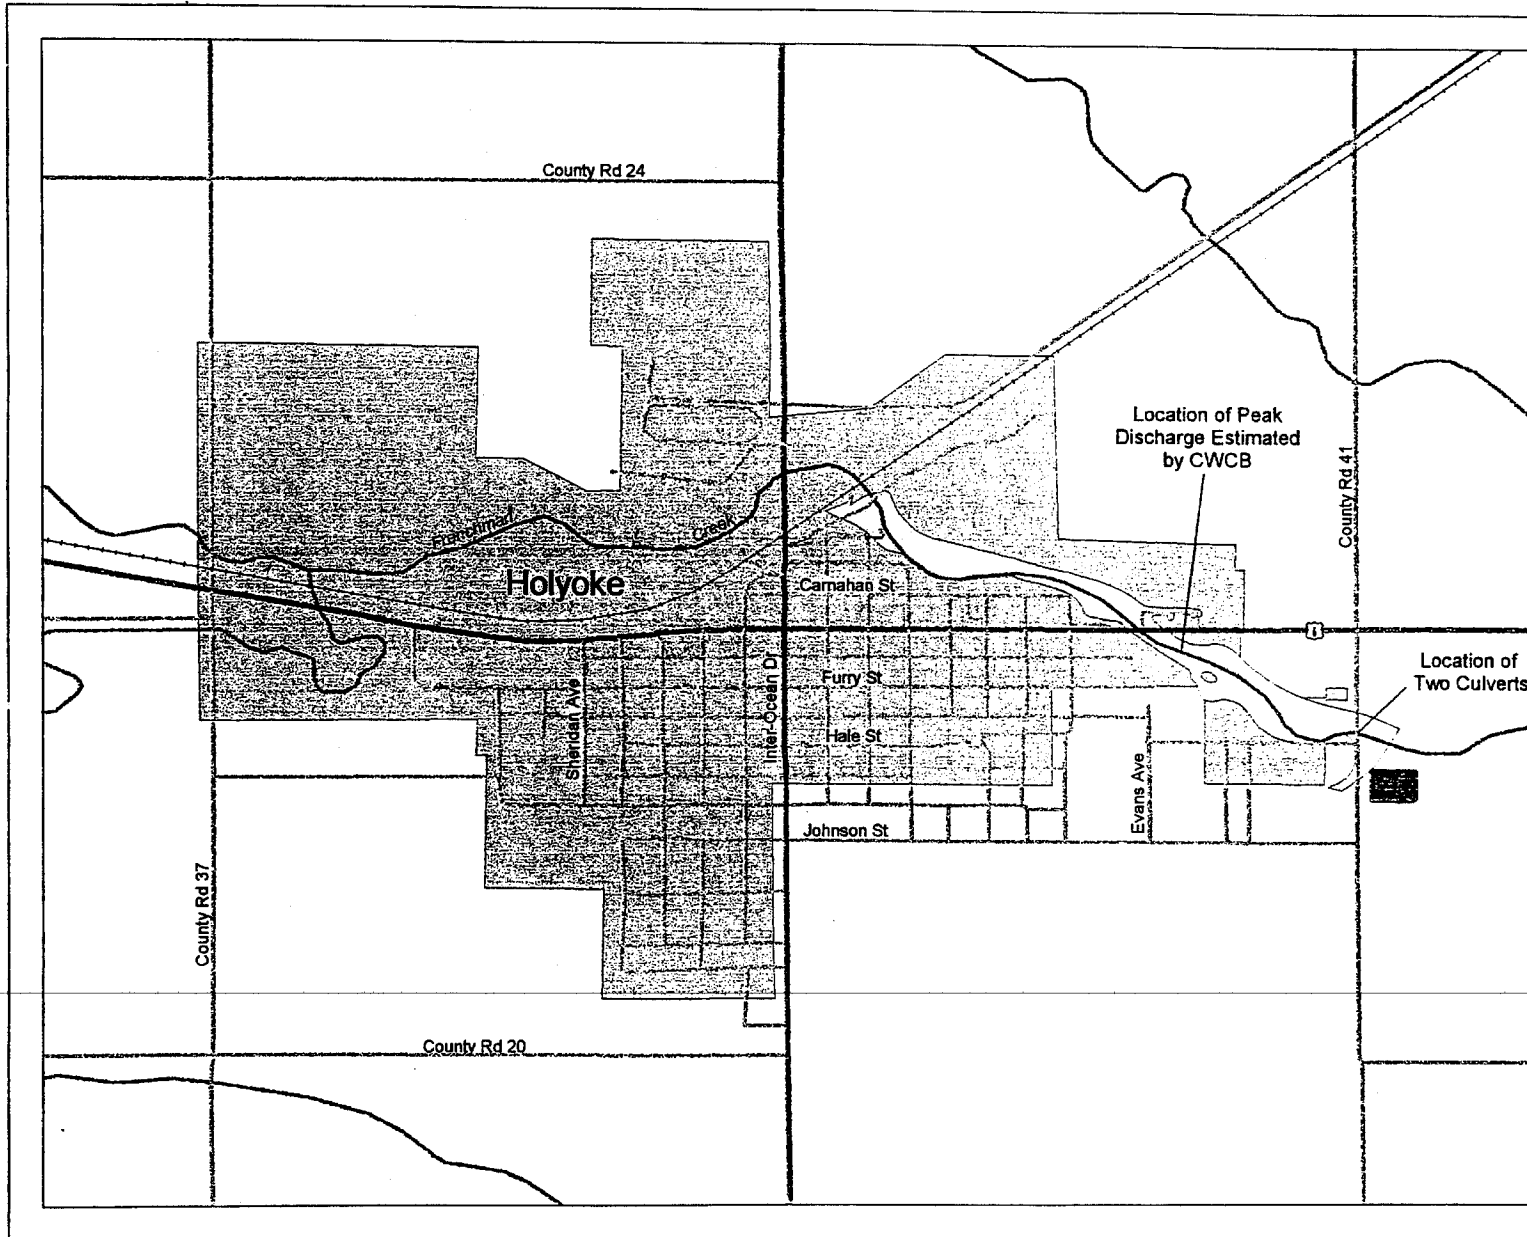 County Rd 24
Location of Peak
Discharge Estimated
by CWCB
County Rd 41
Frenchman
Creek
Holyoke
Carnahan St
6
Location of
Two Culverts
Furry St
Sheridan Ave
Inter-Ocean Dr
Hale St
Evans Ave
Johnson St
County Rd 37
County Rd 20